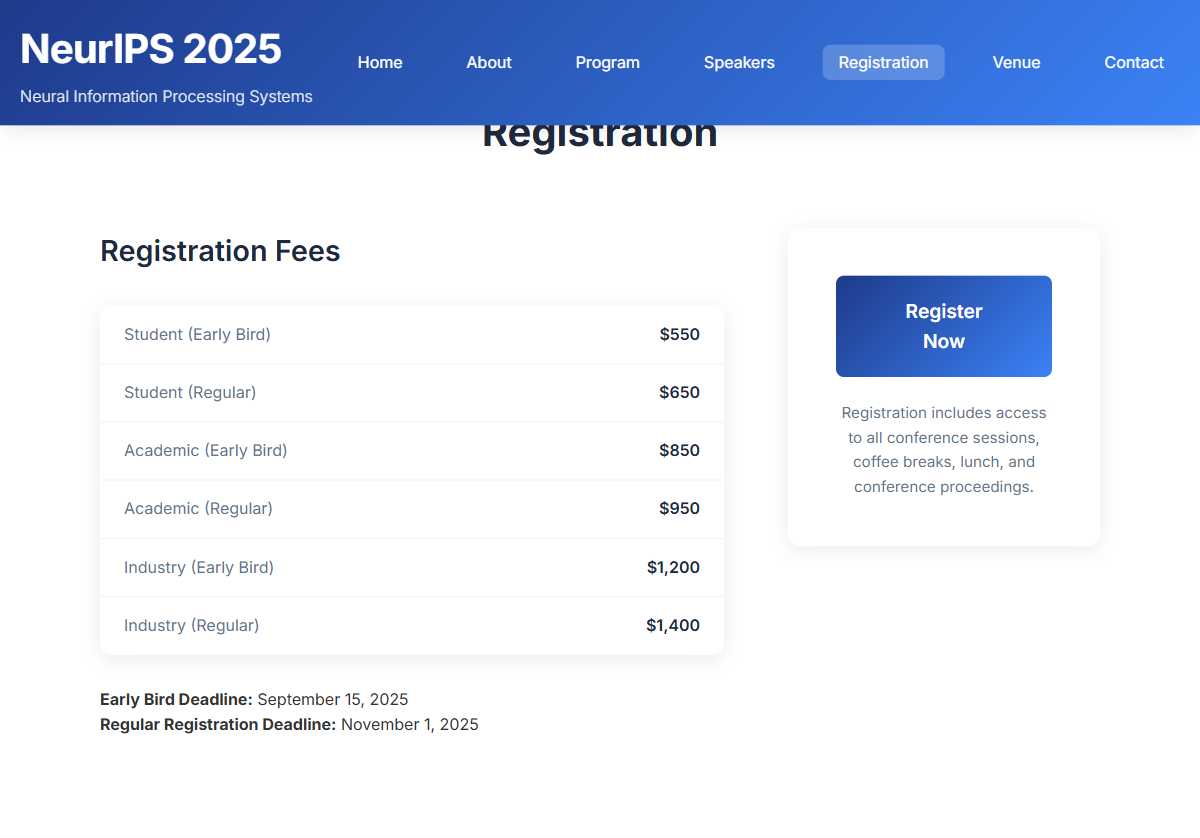 NeurIPS 2025
Neural Information Processing Systems
Home About Program Speakers Registration Venue Contact
Registration
Registration Fees
Student (Early Bird) $550
Student (Regular) $650
Academic (Early Bird) $850
Academic (Regular) $950
Industry (Early Bird) $1,200
Industry (Regular) $1,400
Early Bird Deadline: September 15, 2025
Regular Registration Deadline: November 1, 2025
Register
Now
Registration includes access
to all conference sessions,
coffee breaks, lunch, and
conference proceedings.